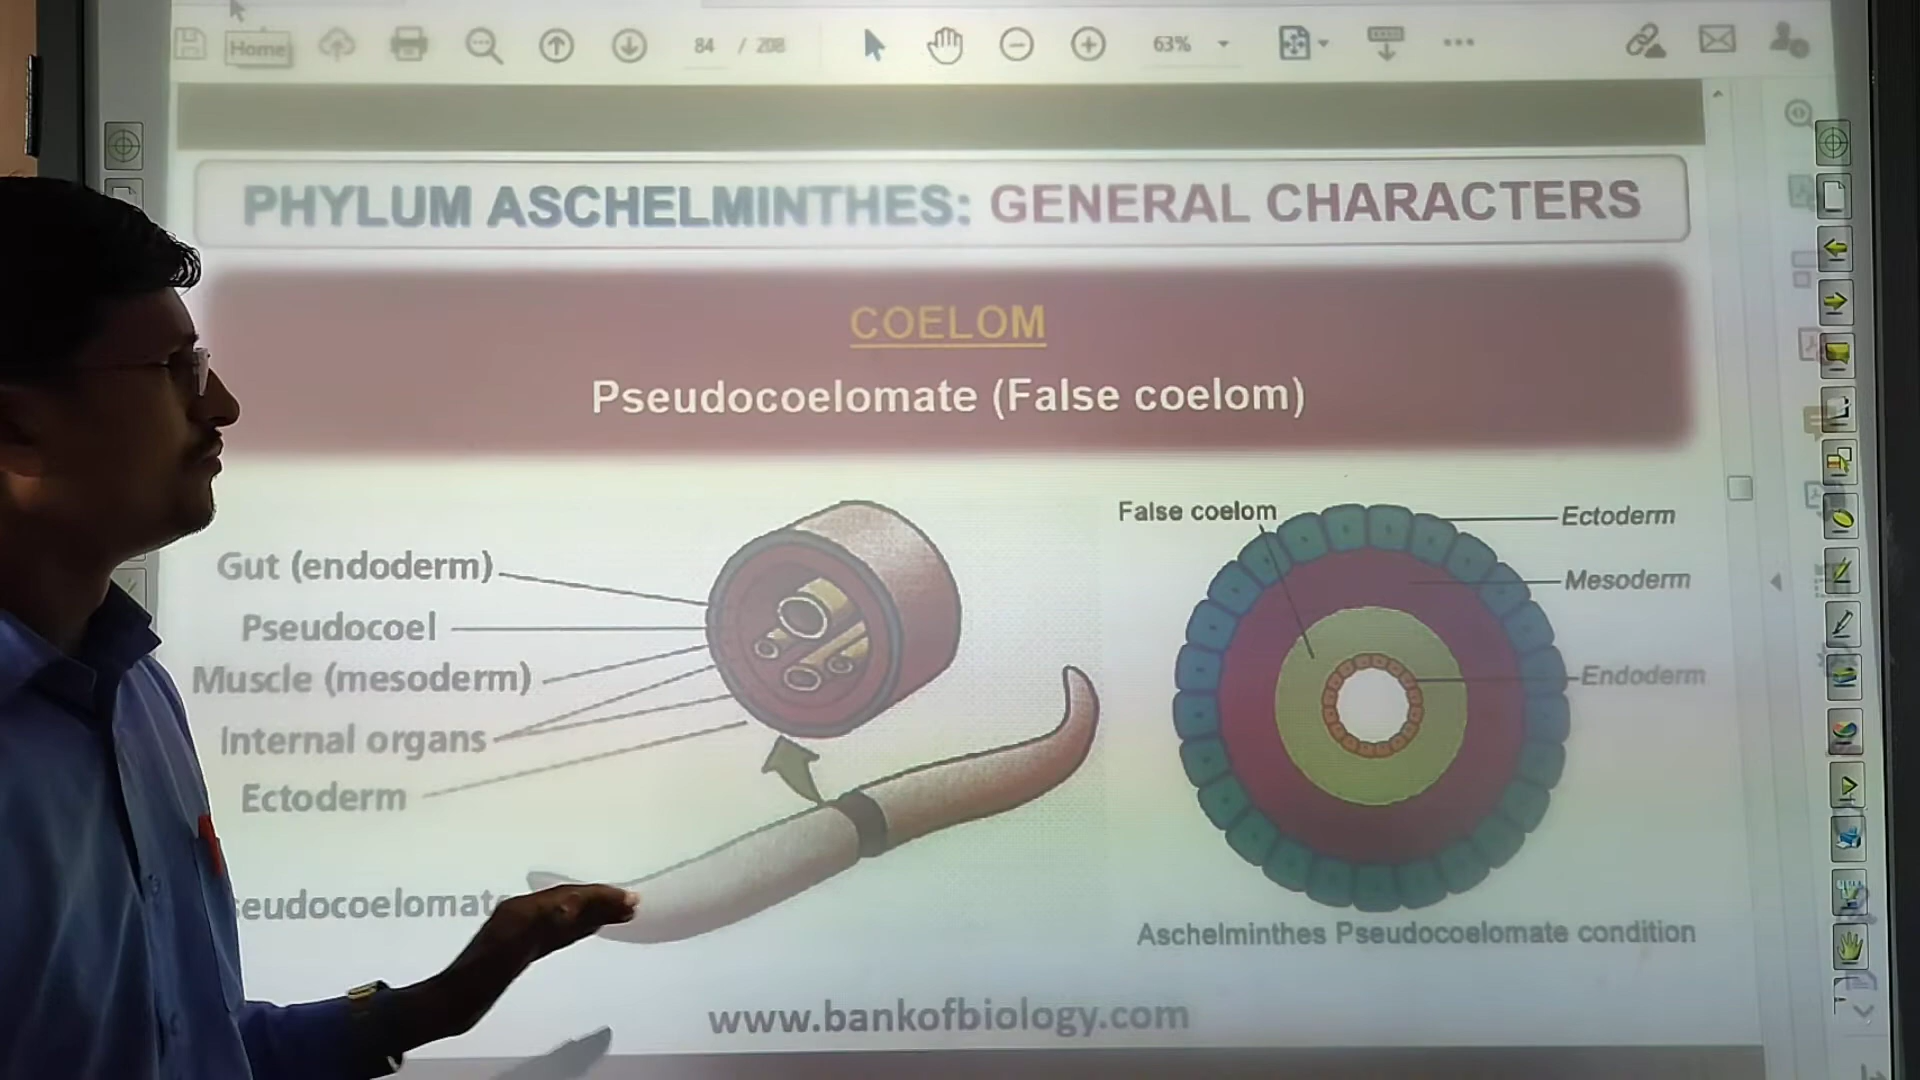 Home
84 / 208
63%
PHYLUM ASCHELMINTHES: GENERAL CHARACTERS
COELOM
Pseudocoelomate (False coelom)
Gut (endoderm)
Pseudocoel
Muscle (mesoderm)
Internal organs
Ectoderm
seudocoelomat
False coelom
Ectoderm
Mesoderm
Endoderm
Aschelminthes Pseudocoelomate condition
www.bankofbiology.com